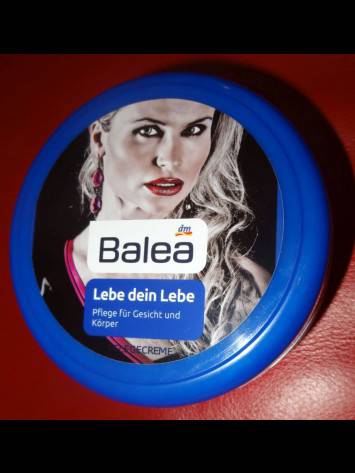 dm
Balea
Lebe dein Lebe
Pflege für Gesicht und
Körper